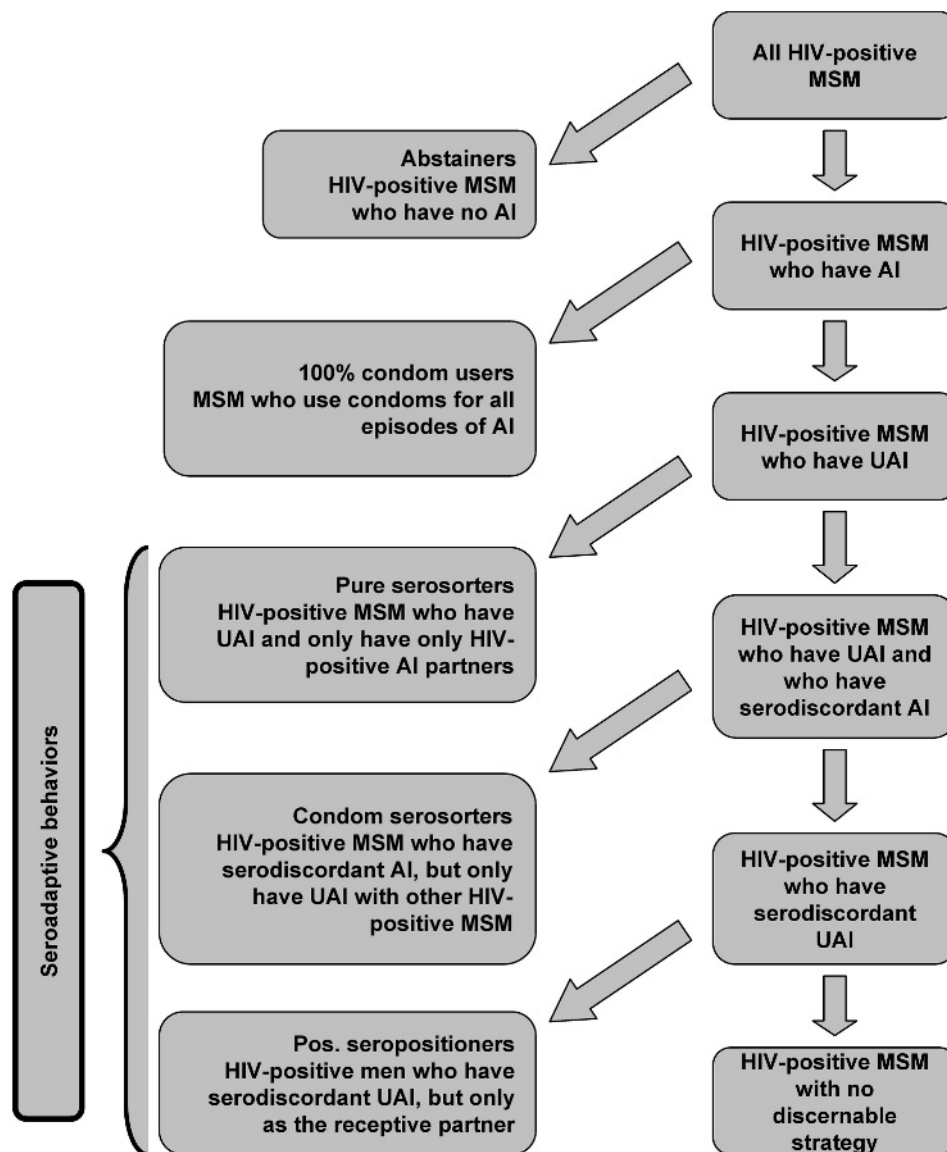 All HIV-positive
MSM
Abstainers
HIV-positive MSM
who have no AI
HIV-positive MSM
who have AI
100% condom users
MSM who use condoms for all
episodes of AI
HIV-positive MSM
who have UAI
Pure serosorters
HIV-positive MSM who have
UAI and only have only HIV-
positive AI partners
HIV-positive MSM
who have UAI and
who have
serodiscordant AI
Condom serosorters
HIV-positive MSM who have
serodiscordant AI, but only
have UAI with other HIV-
positive MSM
HIV-positive MSM
who have
serodiscordant
UAI
Pos. seropositioners
HIV-positive men who have
serodiscordant UAI, but only
as the receptive partner
HIV-positive MSM
with no
discernable
strategy
Seroadaptive behaviors